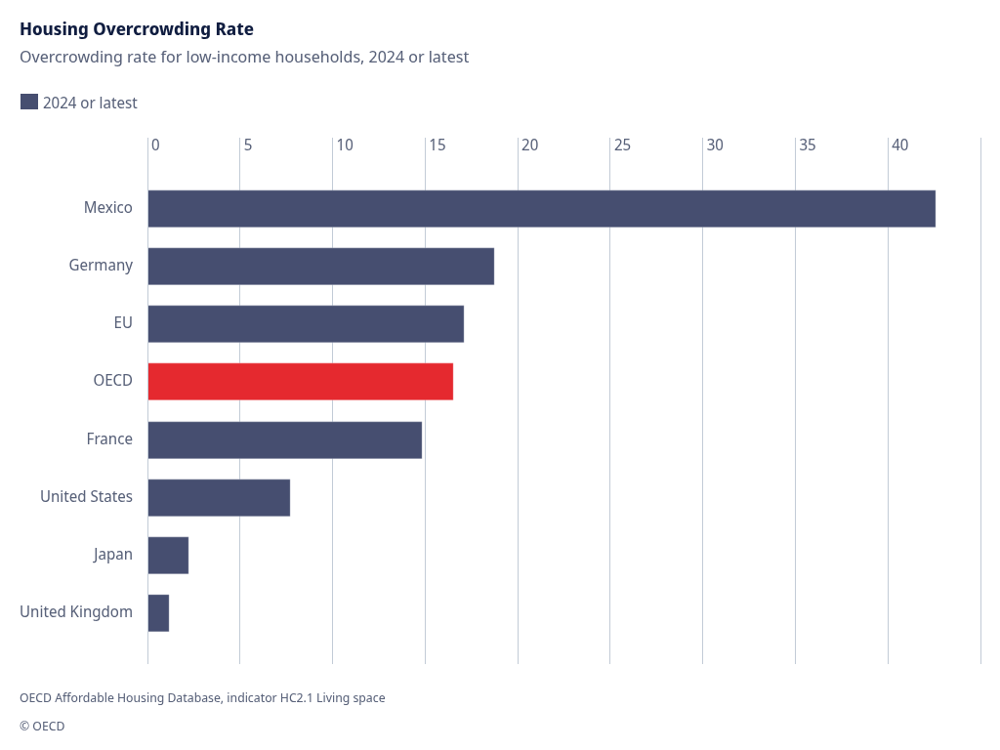 Housing Overcrowding Rate
Overcrowding rate for low-income households, 2024 or latest
2024 or latest
0 5 10 15 20 25 30 35 40
Mexico
Germany
EU
OECD
France
United States
Japan
United Kingdom
OECD Affordable Housing Database, indicator HC2.1 Living space
© OECD